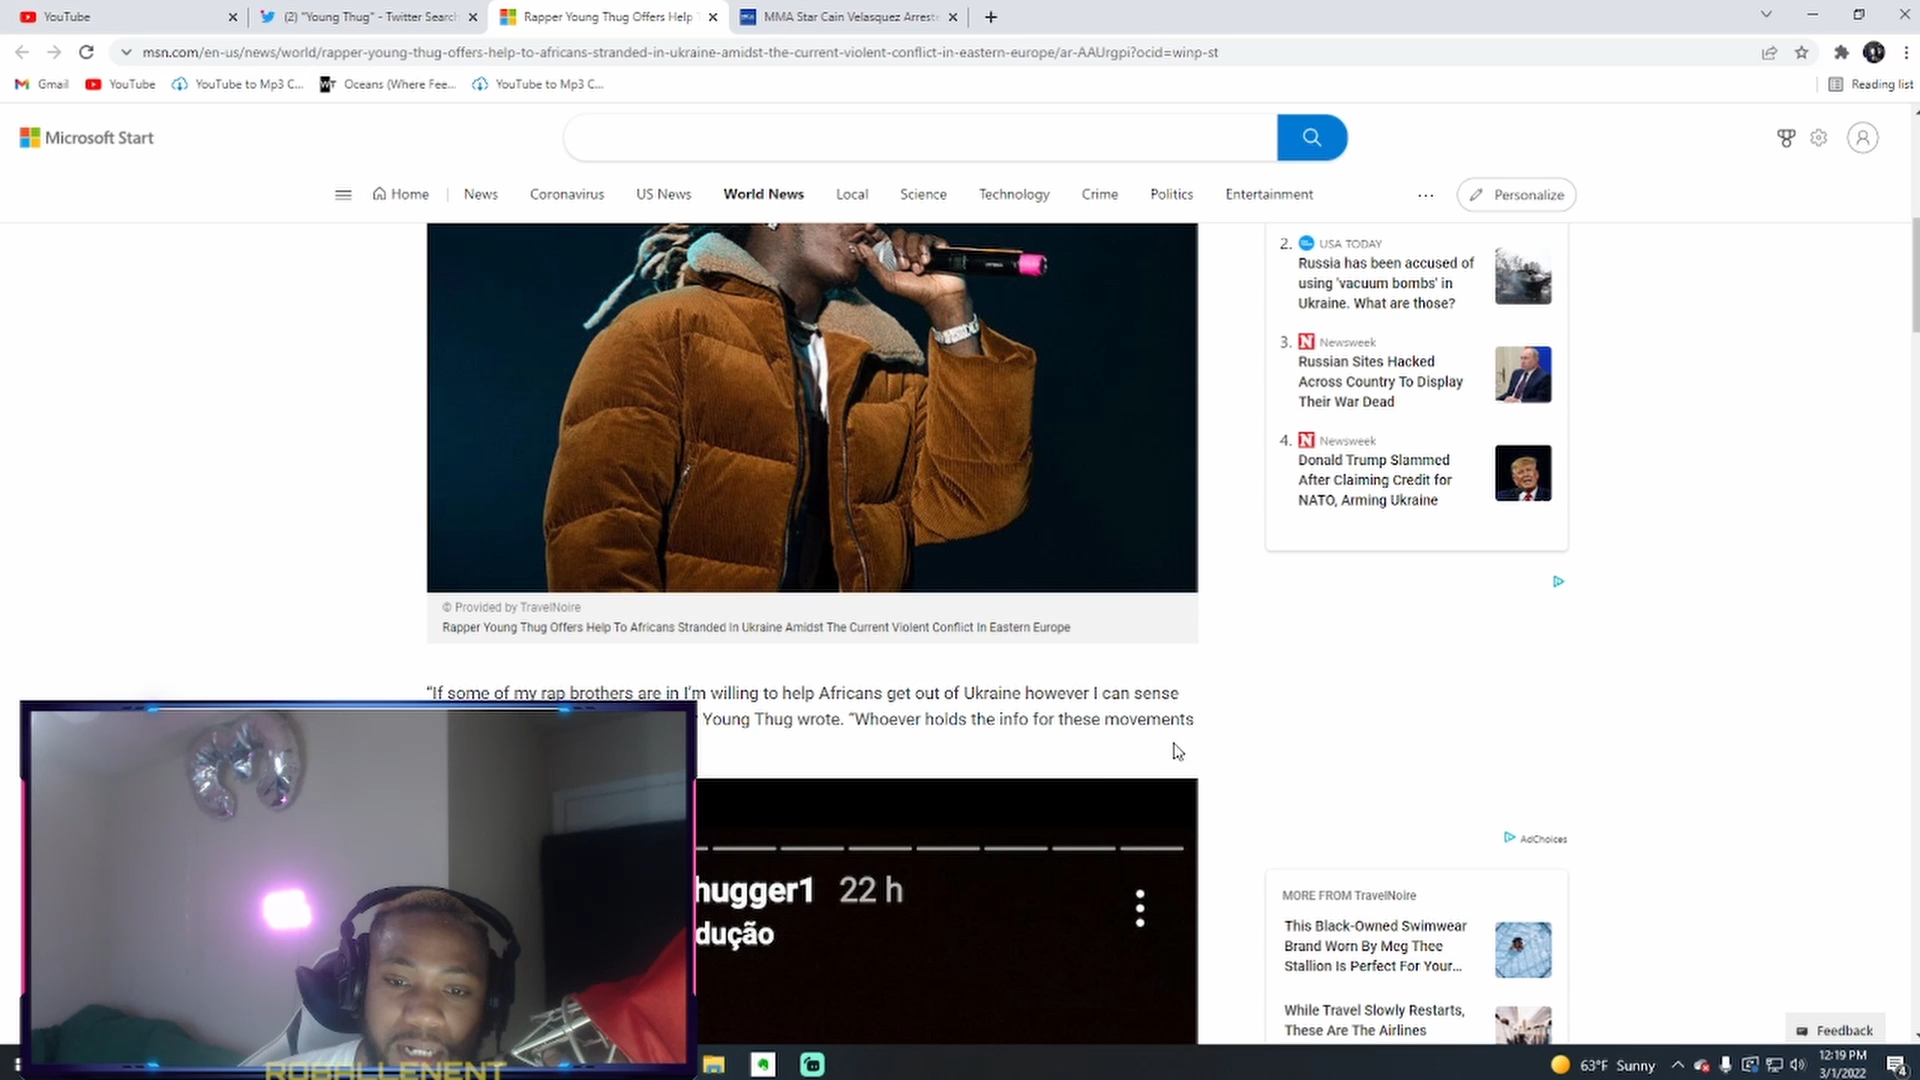 YouTube
(2) "Young Thug" - Twitter Search
Rapper Young Thug Offers Help T
MMA Star Cain Velasquez Arreste
msn.com/en-us/news/world/rapper-young-thug-offers-help-to-africans-stranded-in-ukraine-amidst-the-current-violent-conflict-in-eastern-europe/ar-AAUrgpi?ocid=winp-st
Gmail
YouTube
YouTube to Mp3 C...
WT
Oceans (Where Fee...
YouTube to Mp3 C...
Reading list
Microsoft Start
Home
News
Coronavirus
US News
World News
Local
Science
Technology
Crime
Politics
Entertainment
...
Personalize
© Provided by TravelNoire
Rapper Young Thug Offers Help To Africans Stranded In Ukraine Amidst The Current Violent Conflict In Eastern Europe
“If some of my rap brothers are in I’m willing to help Africans get out of Ukraine however I can sense
Young Thug wrote. “Whoever holds the info for these movements
hugger1 22 h
dução
2. USA TODAY
Russia has been accused of
using 'vacuum bombs' in
Ukraine. What are those?
3. N Newsweek
Russian Sites Hacked
Across Country To Display
Their War Dead
4. N Newsweek
Donald Trump Slammed
After Claiming Credit for
NATO, Arming Ukraine
AdChoices
MORE FROM TravelNoire
This Black-Owned Swimwear
Brand Worn By Meg Thee
Stallion Is Perfect For Your...
While Travel Slowly Restarts,
These Are The Airlines
Feedback
ROBALLENENT
63°F Sunny
12:19 PM
3/1/2022
4